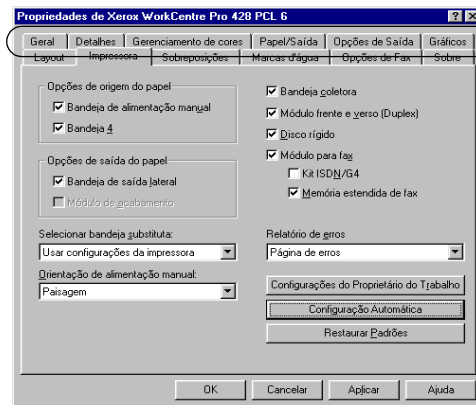 Propriedades de Xerox WorkCentre Pro 428 PCL 6
Geral Detalhes Gerenciamento de cores Papel/Saída Opções de Saída Gráficos
Layout Impressora Sobreposições Marcas d'água Opções de Fax Sobre
Opções de origem do papel
Bandeja de alimentação manual
Bandeja 4
Opções de saída do papel
Bandeja de saída lateral
Módulo de acabamento
Selecionar bandeja substituta:
Usar configurações da impressora
Orientação de alimentação manual:
Paisagem
Bandeja coletora
Módulo frente e verso (Duplex)
Disco rígido
Módulo para fax
Kit ISDN/G4
Memória estendida de fax
Relatório de erros
Página de erros
Configurações do Proprietário do Trabalho
Configuração Automática
Restaurar Padrões
OK Cancelar Aplicar Ajuda